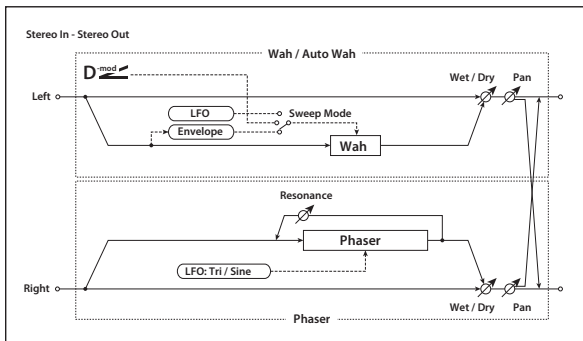 Stereo In - Stereo Out
Wah / Auto Wah
D-mod
Wet / Dry
Pan
Left
LFO
Sweep Mode
Envelope
Wah
Resonance
Phaser
LFO: Tri / Sine
Right
Wet / Dry
Pan
Phaser